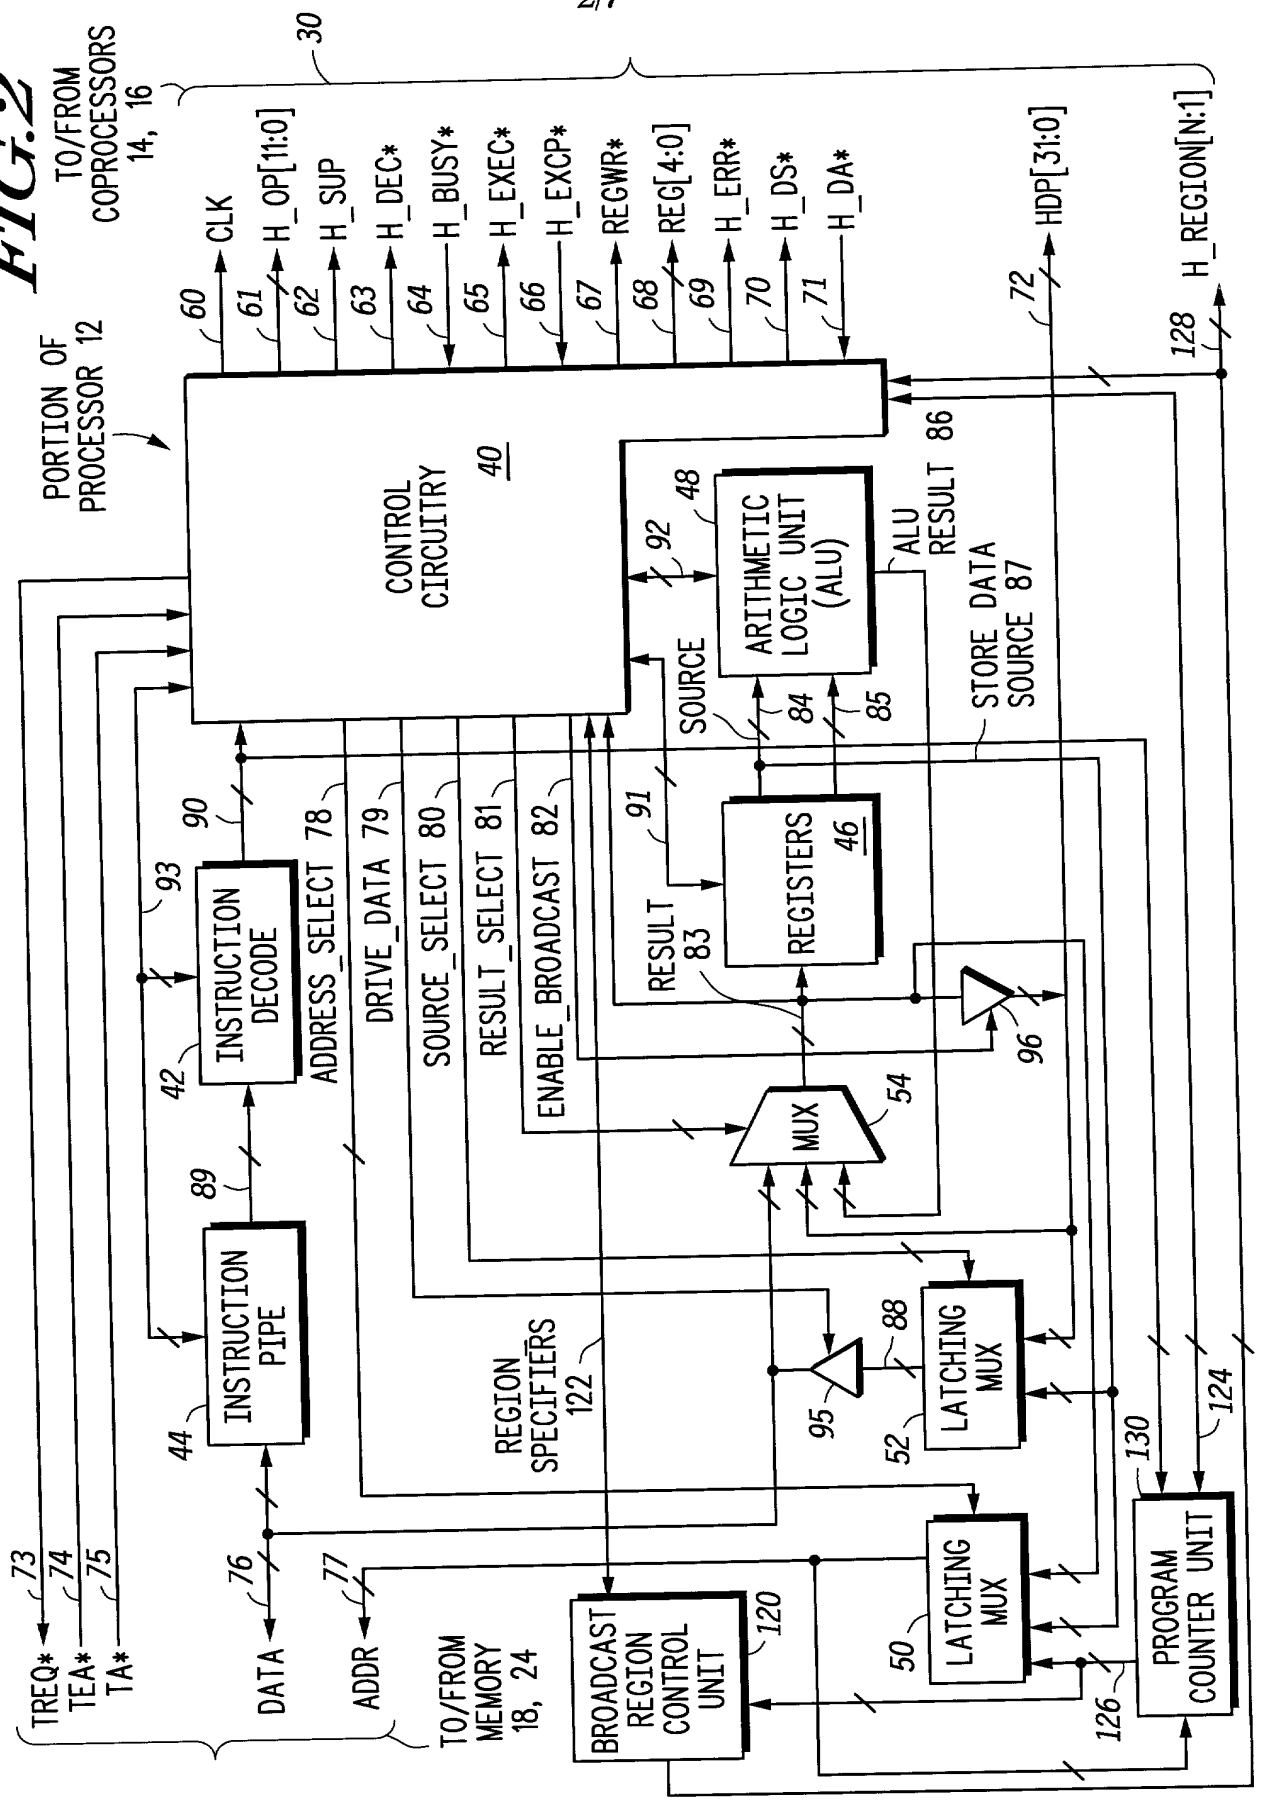 2/7
FIG.2
TO/FROM
COPROCESSORS
14, 16
30
PORTION OF
PROCESSOR 12
60
CLK
61
H_OP[11:0]
62
H_SUP
63
H_DEC*
64
H_BUSY*
65
H_EXEC*
66
H_EXCP*
67
REGWR*
68
REG[4:0]
69
H_ERR*
70
H_DS*
71
H_DA*
72
HDP[31:0]
128
H_REGION[N:1]
CONTROL
CIRCUITRY
40
TREQ*
73
TEA*
74
TA*
75
DATA
76
ADDR
77
TO/FROM
MEMORY
18, 24
INSTRUCTION
PIPE
44
89
INSTRUCTION
DECODE
42
93
90
ADDRESS_SELECT 78
DRIVE_DATA 79
SOURCE_SELECT 80
RESULT_SELECT 81
ENABLE_BROADCAST 82
REGION_
SPECIFIERS
122
RESULT
83
91
92
SOURCE
84
85
REGISTERS
46
ARITHMETIC
LOGIC UNIT
(ALU)
48
ALU
RESULT 86
STORE DATA
SOURCE 87
MUX
54
96
95
88
LATCHING
MUX
52
LATCHING
MUX
50
BROADCAST
REGION
CONTROL
UNIT
120
PROGRAM
COUNTER UNIT
130
124
126